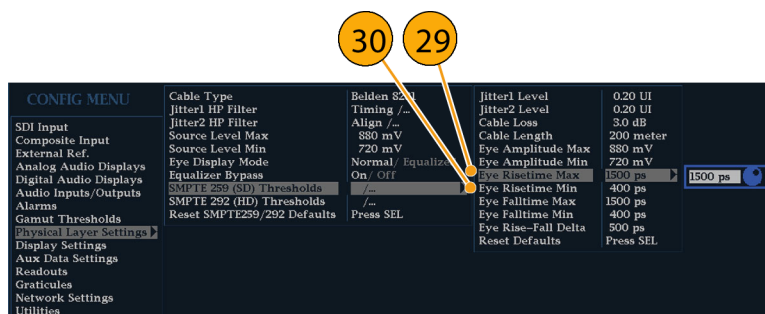 30 29
CONFIG MENU
SDI Input
Composite Input
External Ref.
Analog Audio Displays
Digital Audio Displays
Audio Inputs/Outputs
Alarms
Gamut Thresholds
Physical Layer Settings
Display Settings
Aux Data Settings
Readouts
Graticules
Network Settings
Utilities
Cable Type Belden
Jitter1 HP Filter Timing /...
Jitter2 HP Filter Align /...
Source Level Max 880 mV
Source Level Min 720 mV
Eye Display Mode Normal/ Equalize
Equalizer Bypass On/ Off
SMPTE 259 (SD) Thresholds /...
SMPTE 292 (HD) Thresholds /...
Reset SMPTE259/292 Defaults Press SEL
Jitter1 Level 0.20 UI
Jitter2 Level 0.20 UI
Cable Loss 3.0 dB
Cable Length 200 meter
Eye Amplitude Max 880 mV
Eye Amplitude Min 720 mV
Eye Risetime Max 1500 ps
Eye Risetime Min 400 ps
Eye Falltime Max 1500 ps
Eye Falltime Min 400 ps
Eye Rise-Fall Delta 500 ps
Reset Defaults Press SEL
1500 ps